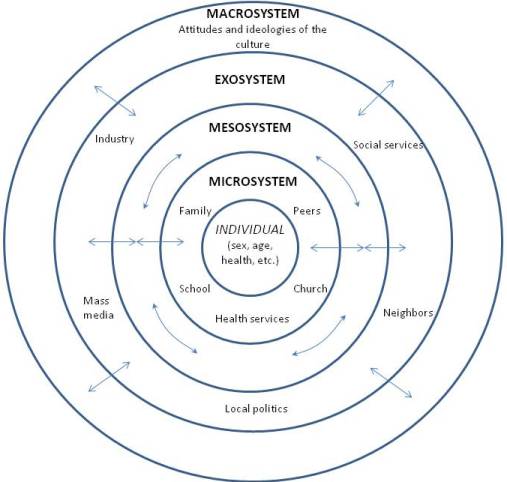 MACROSYSTEM
Attitudes and ideologies of the
culture
EXOSYSTEM
Industry
MESOSYSTEM
Social services
MICROSYSTEM
Family
Peers
INDIVIDUAL
(sex, age,
health, etc.)
School
Church
Mass
media
Health services
Neighbors
Local politics